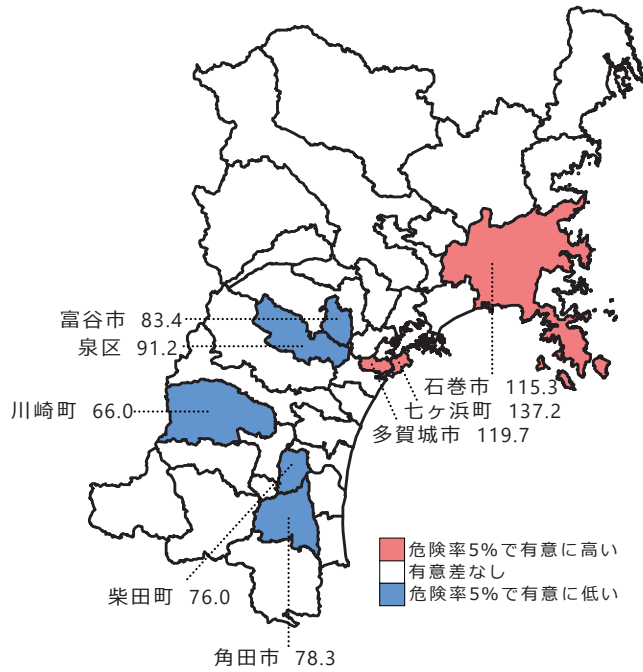 富谷市 83.4
泉区 91.2
川崎町 66.0
石巻市 115.3
七ヶ浜町 137.2
多賀城市 119.7
危険率5%で有意に高い
有意差なし
危険率5%で有意に低い
柴田町 76.0
角田市 78.3